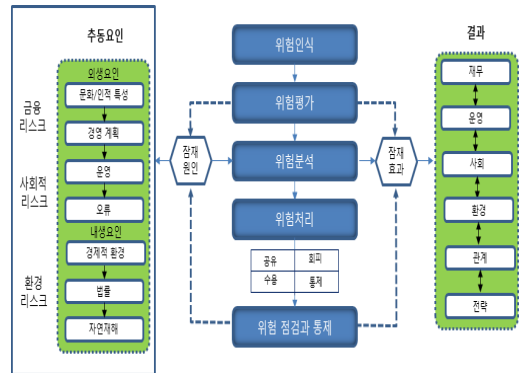 추동요인
금융
리스크
사회적
리스크
환경
리스크
외생요인
문화/인적 특성
경영 계획
운영
오류
내생요인
경제적 환경
법률
자연재해
잠재
원인
위험인식
위험평가
위험분석
위험처리
공유
회피
수용
통제
위험 점검과 통제
잠재
효과
결과
재무
운영
사회
환경
관계
전략